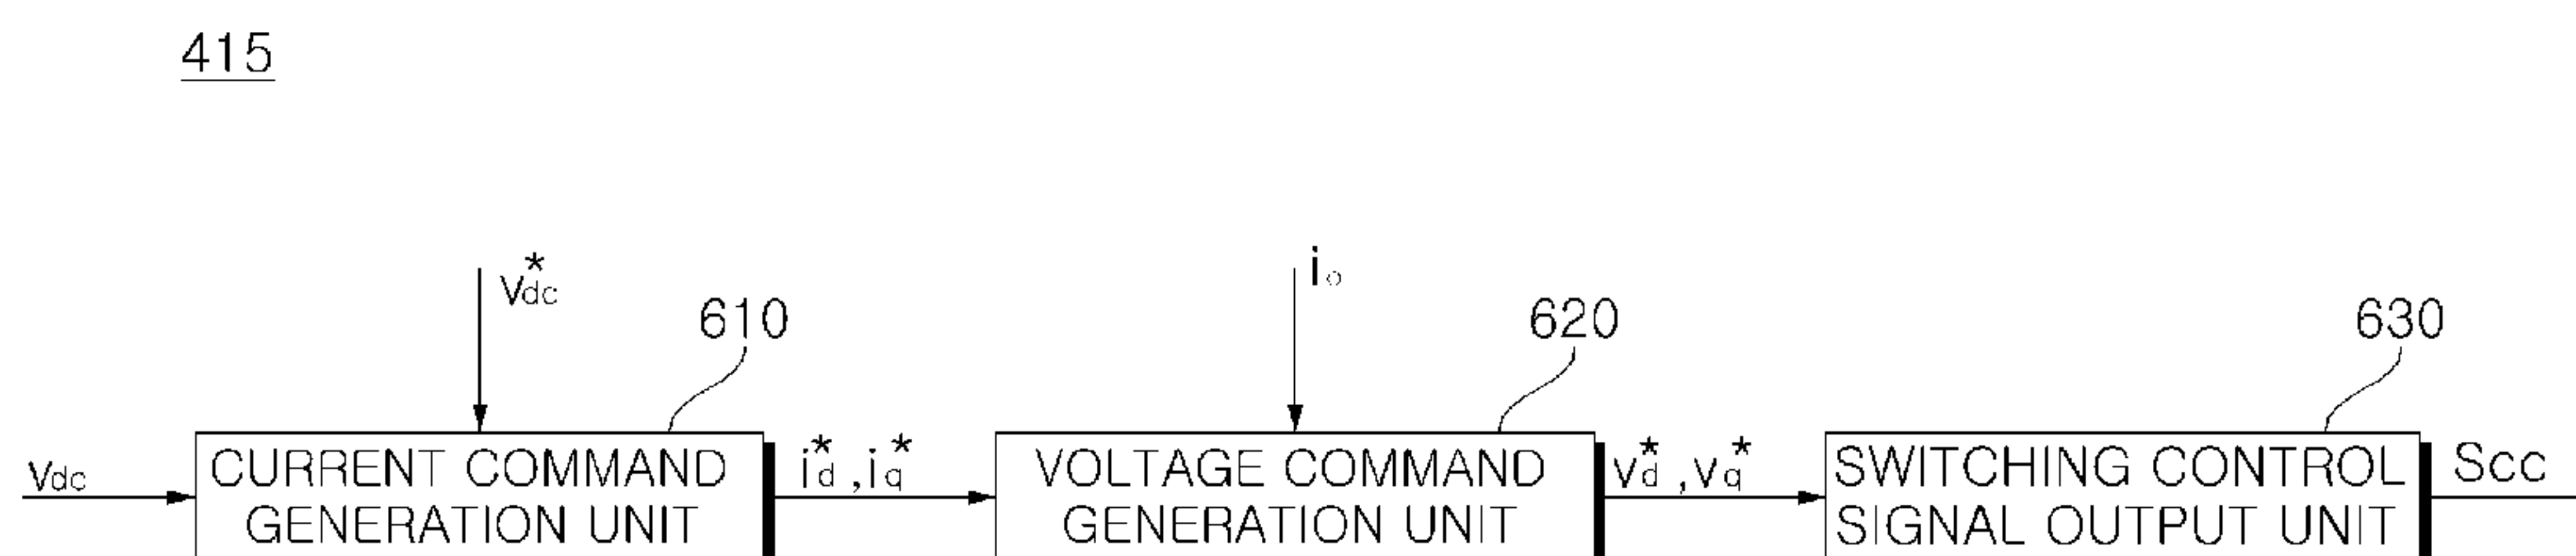 415
v*dc
i o
610
620
630
Vdc
CURRENT COMMAND
GENERATION UNIT
i*d ,i*q
VOLTAGE COMMAND
GENERATION UNIT
v*d ,v*q
SWITCHING CONTROL
SIGNAL OUTPUT UNIT
Scc